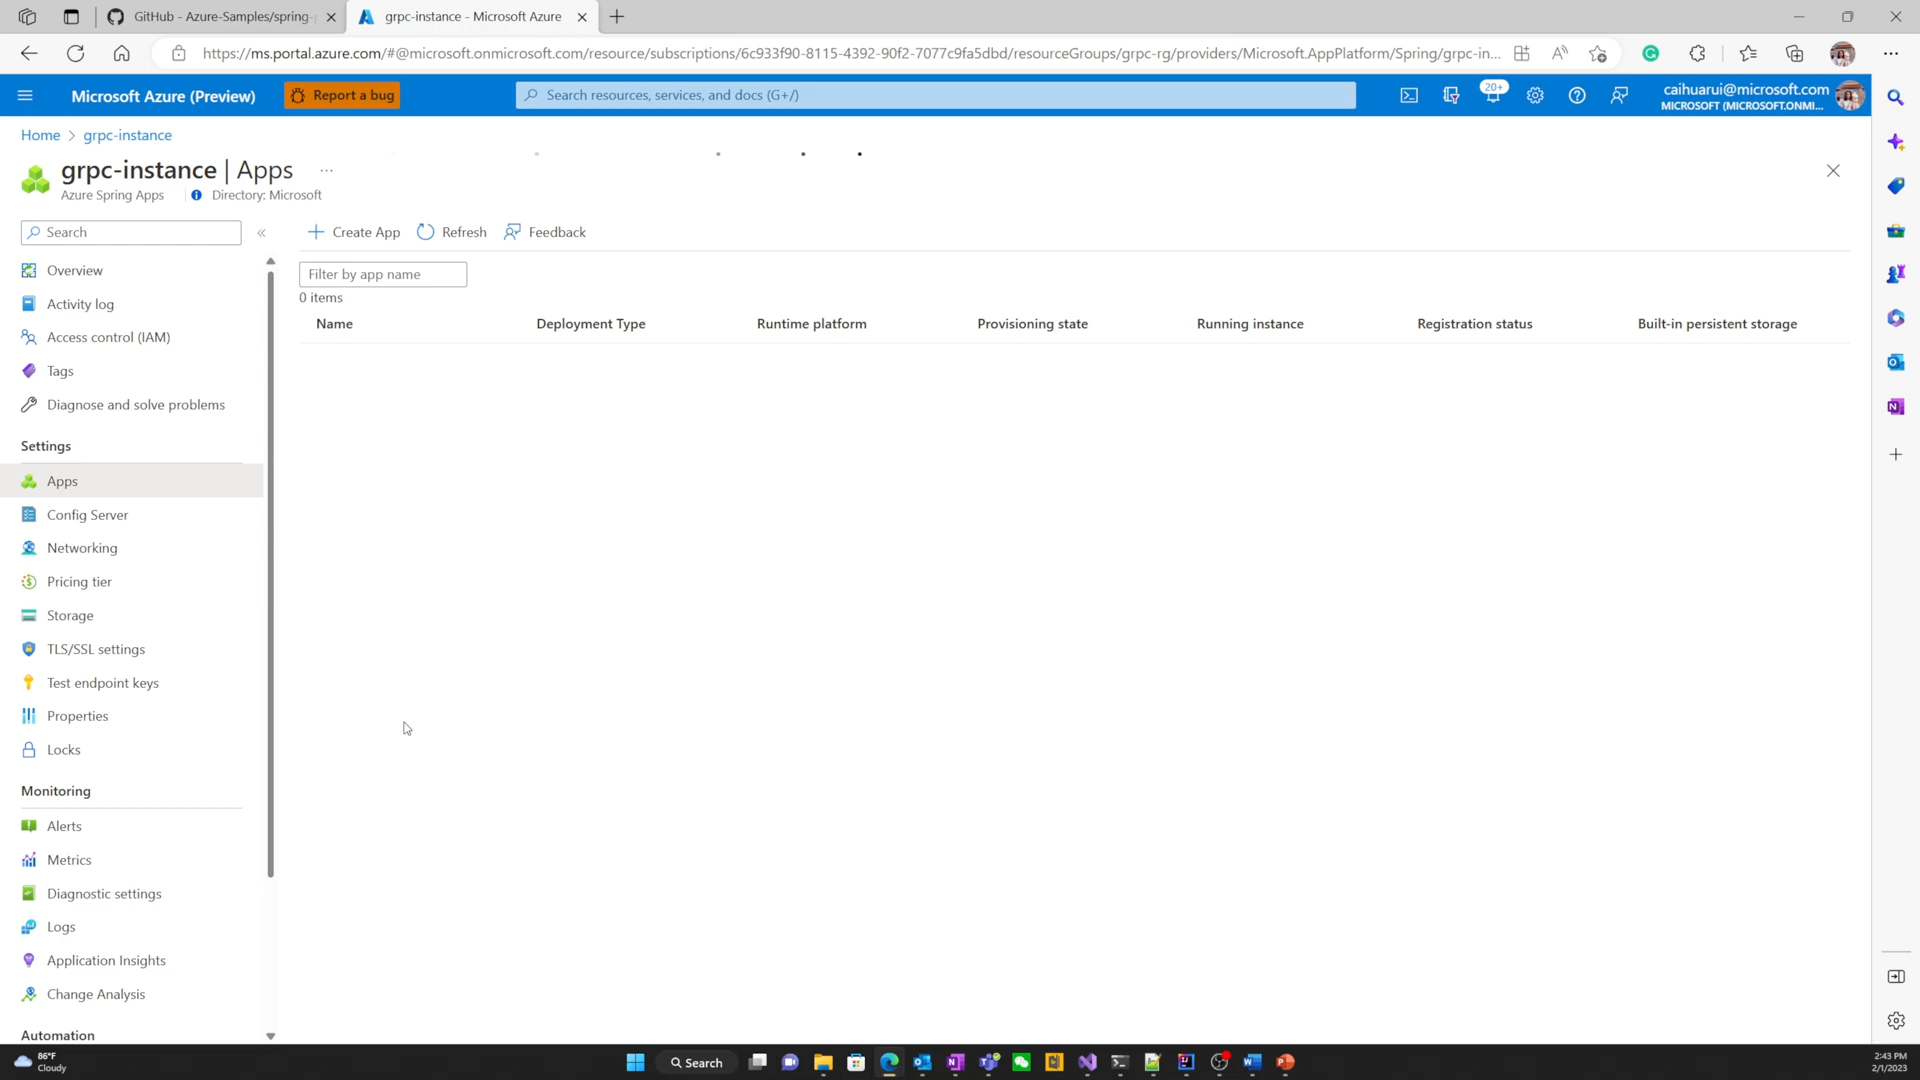 GitHub - Azure-Samples/spring-
grpc-instance - Microsoft Azure
https://ms.portal.azure.com/#@microsoft.onmicrosoft.com/resource/subscriptions/6c933f90-8115-4392-90f2-7077c9fa5dbd/resourceGroups/grpc-rg/providers/Microsoft.AppPlatform/Spring/grpc-in...
Microsoft Azure (Preview)
Report a bug
Search resources, services, and docs (G+/)
20+
caihuarui@microsoft.com
MICROSOFT (MICROSOFT.ONMI...
Home > grpc-instance
grpc-instance | Apps ...
Azure Spring Apps
Directory: Microsoft
Search
«
Create App
Refresh
Feedback
Filter by app name
0 items
Name
Deployment Type
Runtime platform
Provisioning state
Running instance
Registration status
Built-in persistent storage
Overview
Activity log
Access control (IAM)
Tags
Diagnose and solve problems
Settings
Apps
Config Server
Networking
Pricing tier
Storage
TLS/SSL settings
Test endpoint keys
Properties
Locks
Monitoring
Alerts
Metrics
Diagnostic settings
Logs
Application Insights
Change Analysis
Automation
86°F
Cloudy
Search
2:43 PM
2/1/2023